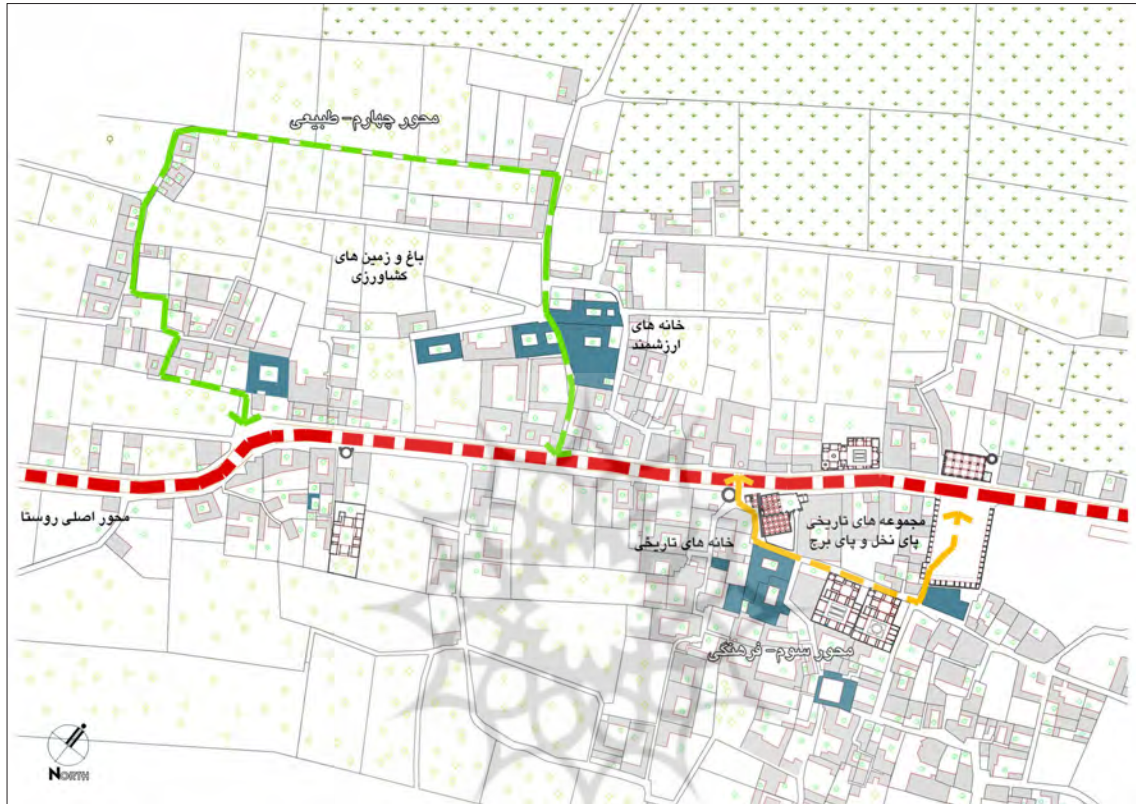 محور چهارم- طبیعی
باغ و زمین های
کشاورزی
خانه های
ارزشمند
محور اصلی روستا
خانه های تاریخی
مجموعه های تاریخی
پای نخل و پای برج
محور سوم- فرهنگی
NORTH